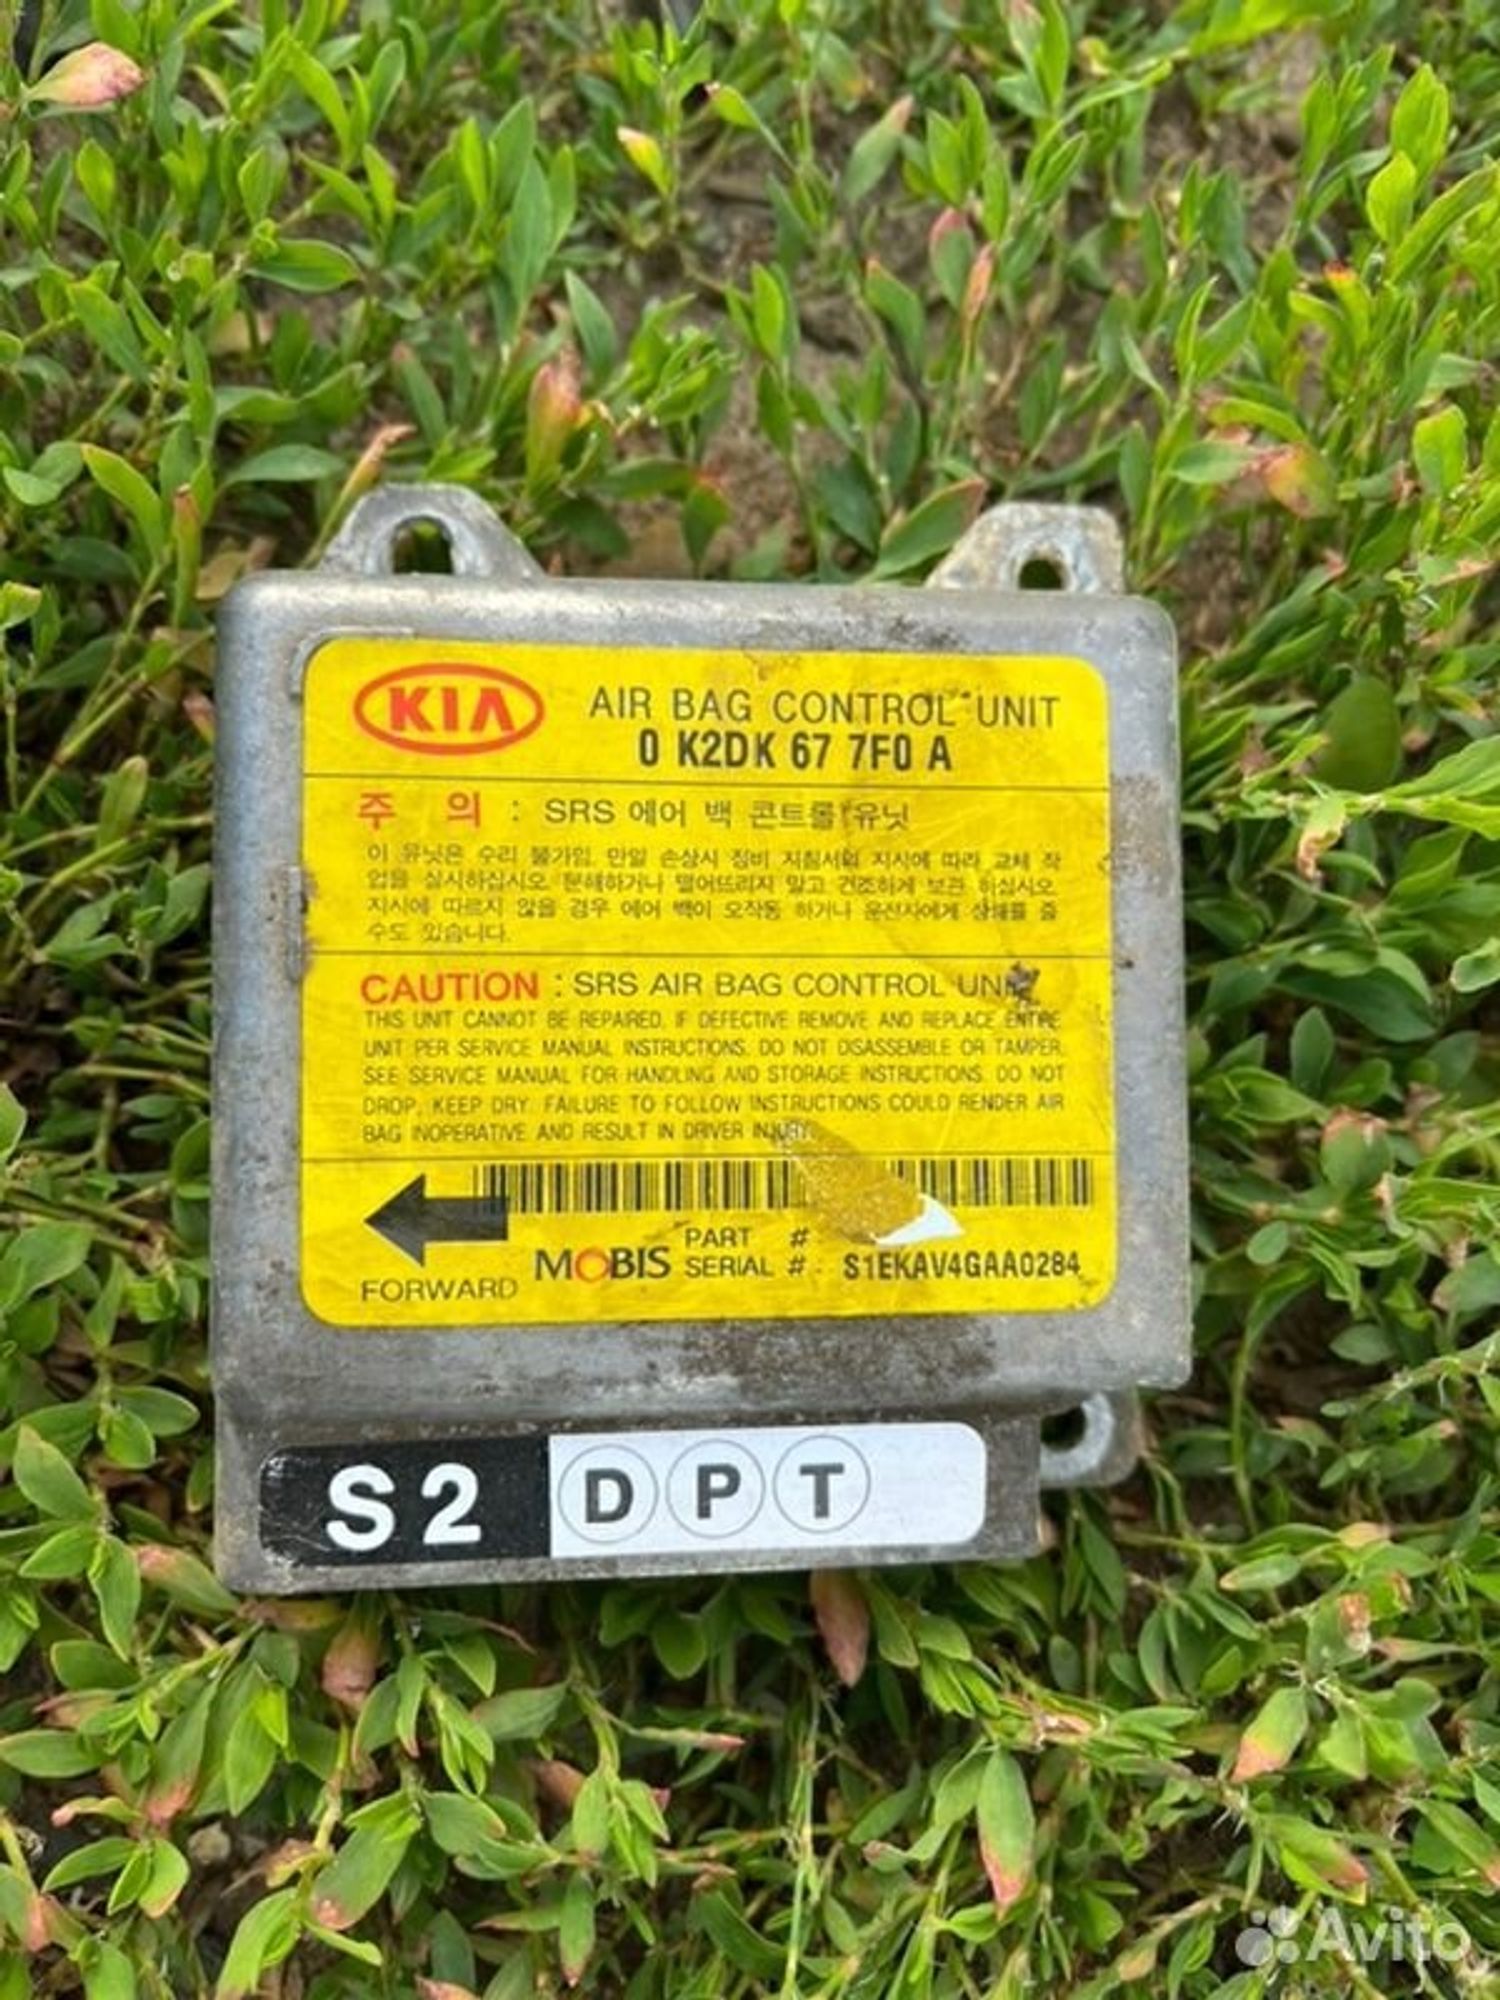 KIA
AIR BAG CONTROL UNIT
0 K2DK 67 7F0 A
주 의 : SRS 에어 백 콘트롤 유닛
이 유닛은 수리 불가임. 만일 손상시 정비 지침서의 지시에 따라 교체 작
업을 실시하십시오. 분해하거나 떨어뜨리지 말고 건조하게 보관 하십시오.
지시에 따르지 않을 경우 에어 백이 오작동 하거나 운전자에게 상해를 줄
수도 있습니다.
CAUTION : SRS AIR BAG CONTROL UNIT
THIS UNIT CANNOT BE REPAIRED. IF DEFECTIVE REMOVE AND REPLACE ENTIRE
UNIT PER SERVICE MANUAL INSTRUCTIONS. DO NOT DISASSEMBLE OR TAMPER.
SEE SERVICE MANUAL FOR HANDLING AND STORAGE INSTRUCTIONS. DO NOT
DROP, KEEP DRY. FAILURE TO FOLLOW INSTRUCTIONS COULD RENDER AIR
BAG INOPERATIVE AND RESULT IN DRIVER INJURY.
FORWARD
MOBIS
PART # :
SERIAL # : S1EKAV4GAA0284
S2 D P T
Avito